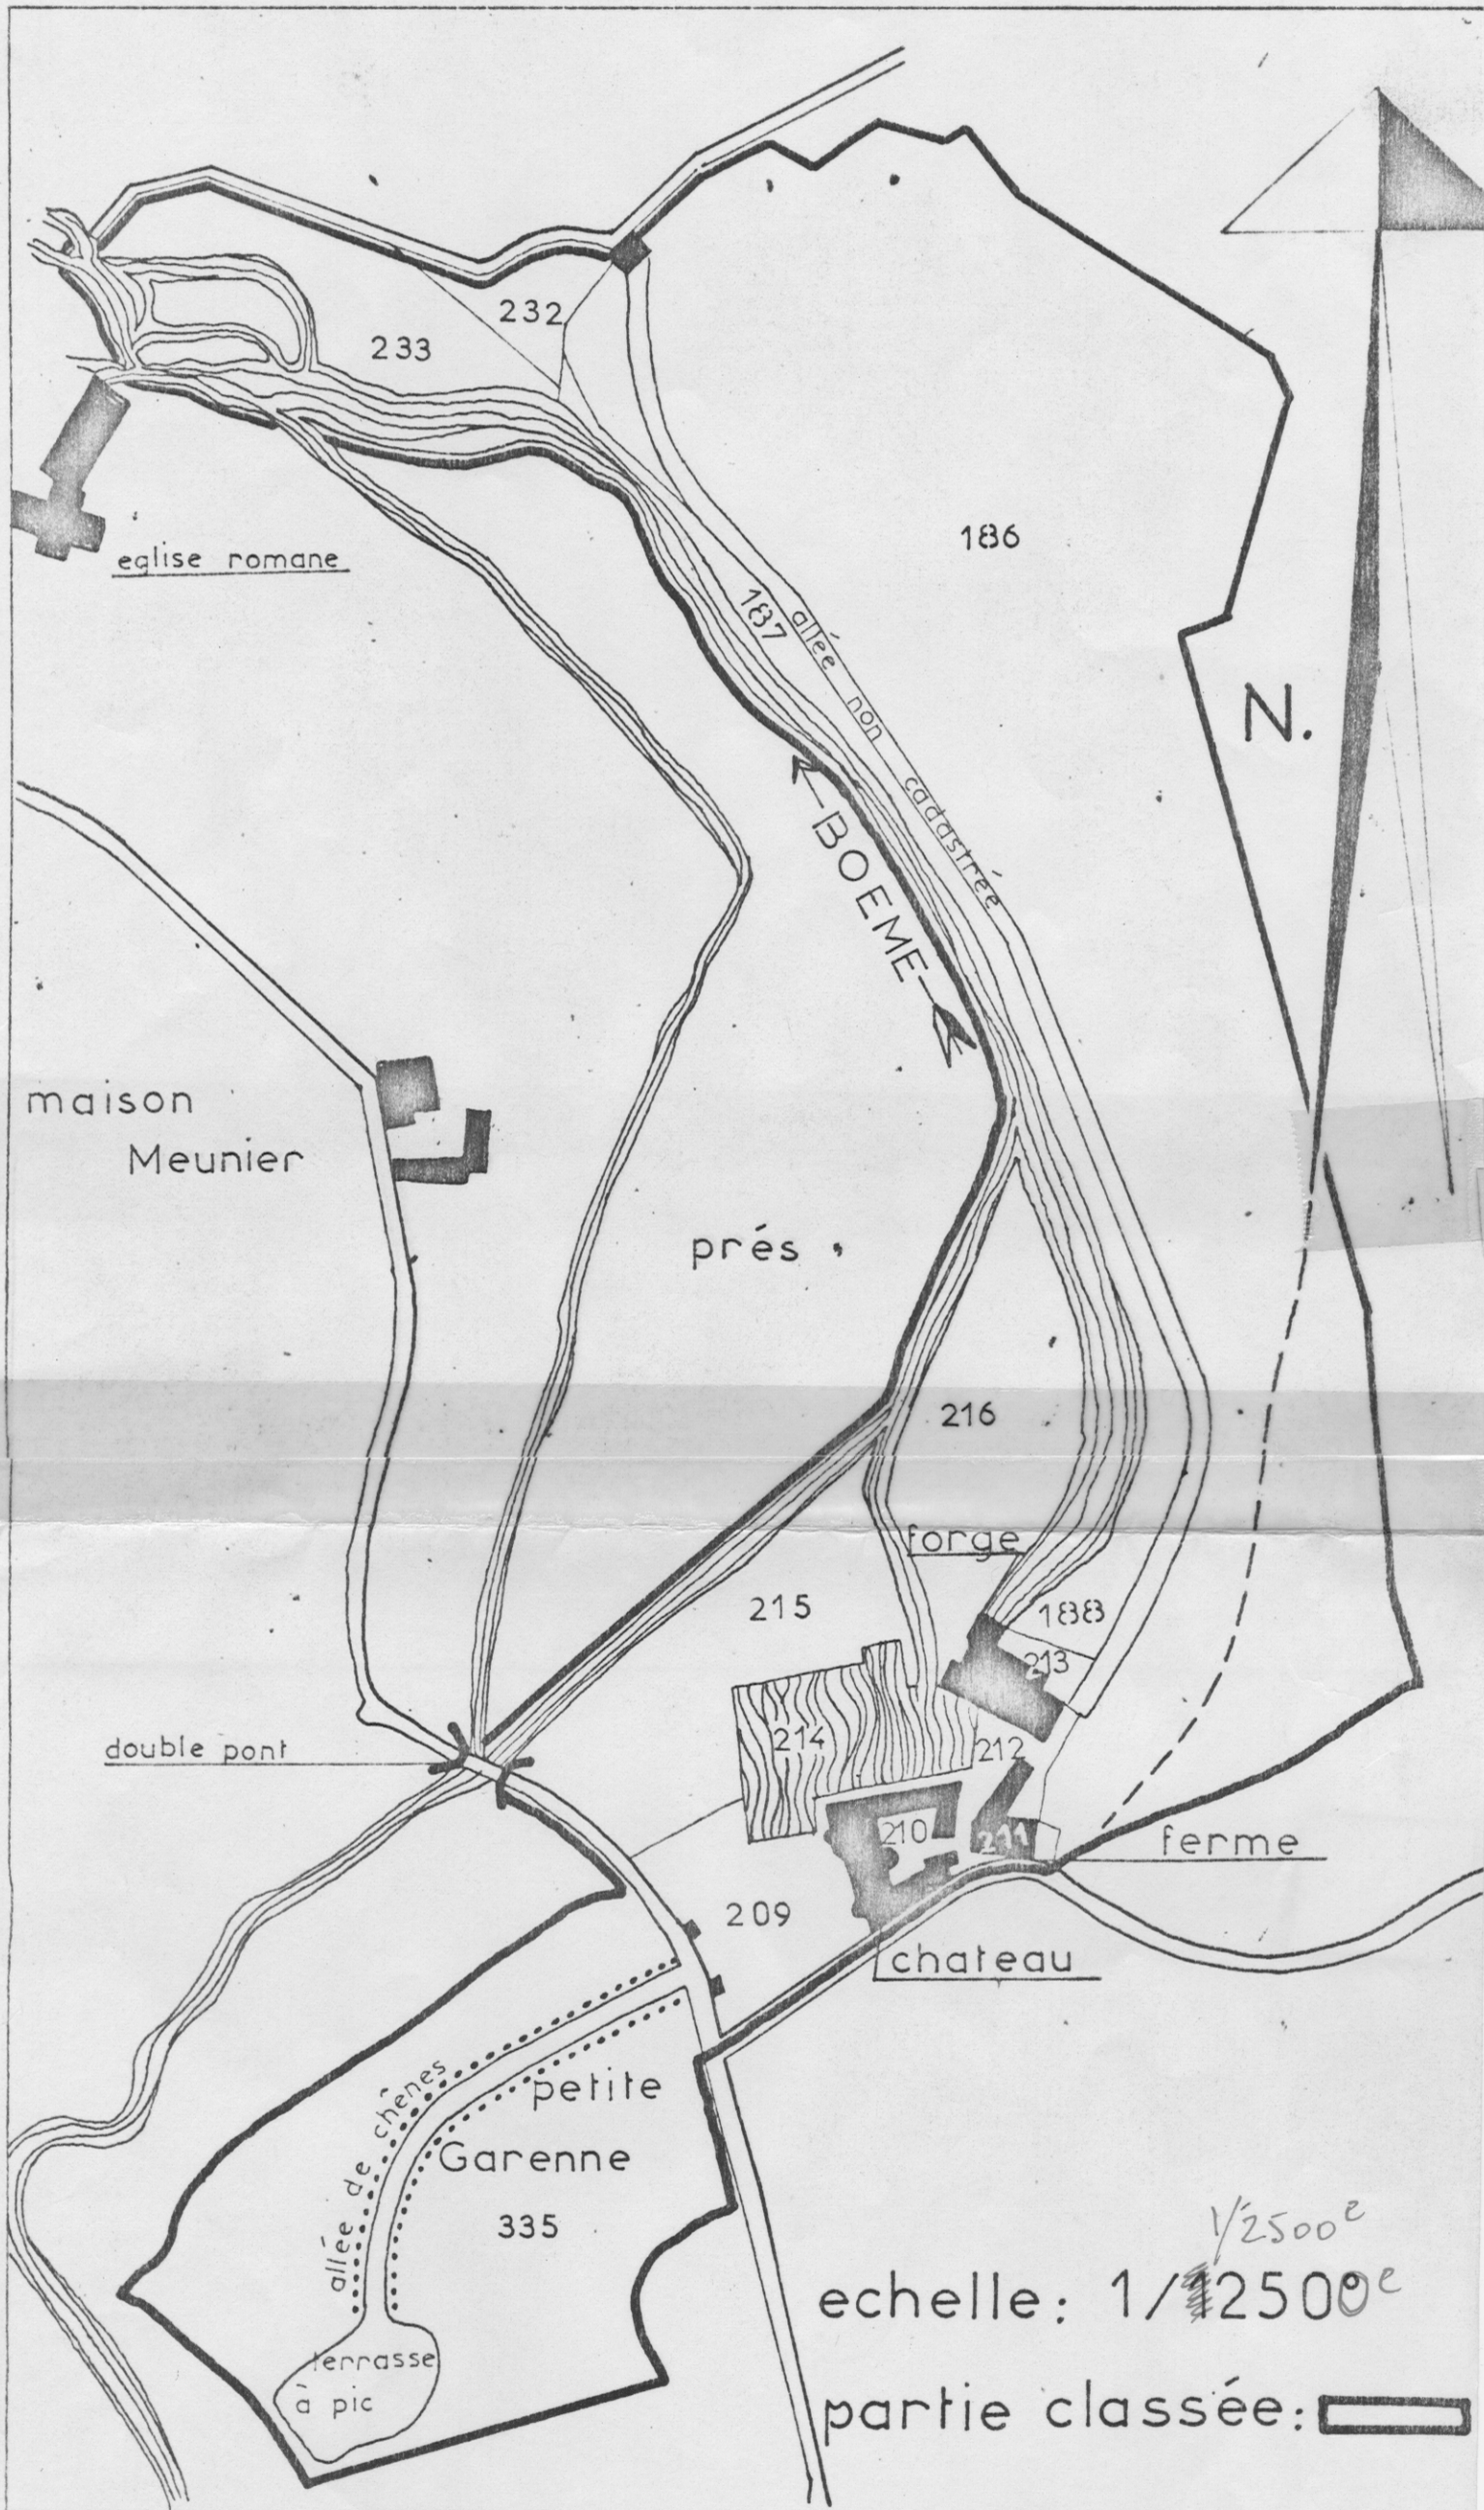 232
233
eglise romane
186
187
allée non cadastrée
N.
BOEME
maison
Meunier
prés
216
forge
215
188
213
214
212
double pont
210
211
ferme
209
chateau
allée de chênes
petite
Garenne
335
terrasse
à pic
1/2500e
echelle: 1/12500e
partie classée: